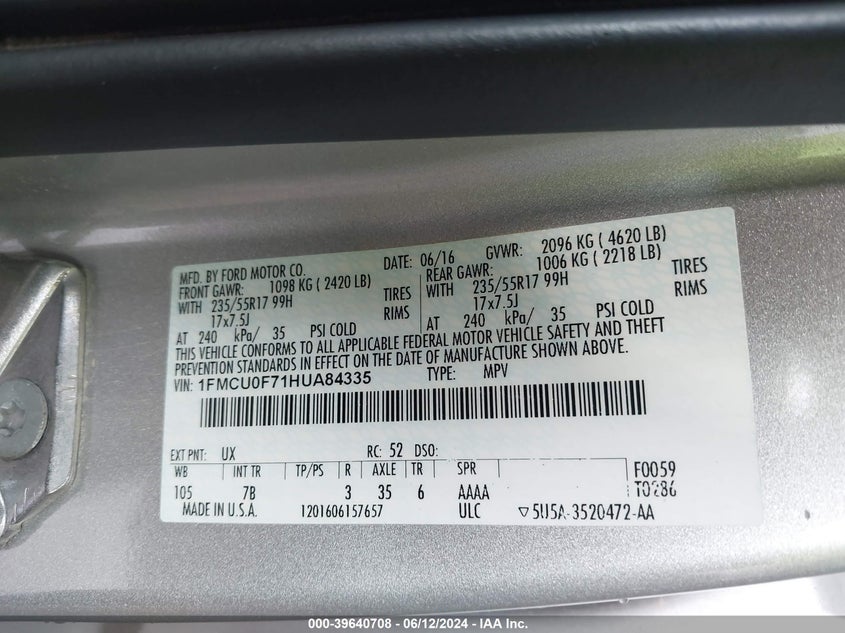 MFD. BY FORD MOTOR CO. DATE: 06/16 GVWR: 2096 KG ( 4620 LB)
FRONT GAWR: 1098 KG ( 2420 LB) REAR GAWR: 1006 KG ( 2218 LB)
WITH 235/55R17 99H TIRES WITH 235/55R17 99H TIRES
17x7.5J RIMS 17x7.5J RIMS
AT 240 kPa/ 35 PSI COLD AT 240 kPa/ 35 PSI COLD
THIS VEHICLE CONFORMS TO ALL APPLICABLE FEDERAL MOTOR VEHICLE SAFETY AND THEFT
PREVENTION STANDARDS IN EFFECT ON THE DATE OF MANUFACTURE SHOWN ABOVE.
VIN: 1FMCU0F71HUA84335 TYPE: MPV
EXT PNT: UX RC: 52 DSO:
WB INT TR TP/PS R AXLE TR SPR F0059
105 7B 3 35 6 AAAA T0286
MADE IN U.S.A. 1201606157657 ULC ▽5U5A-3520472-AA
000-39640708 - 06/12/2024 - IAA Inc.